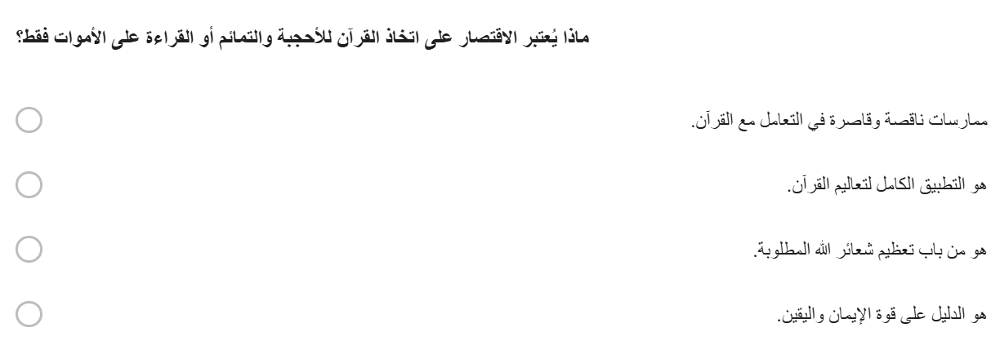 ماذا يُعتبر الاقتصار على اتخاذ القرآن للأحجبة والتمائم أو القراءة على الأموات فقط؟
ممارسات ناقصة وقاصرة في التعامل مع القرآن.
هو التطبيق الكامل لتعاليم القرآن.
هو من باب تعظيم شعائر الله المطلوبة.
هو الدليل على قوة الإيمان واليقين.